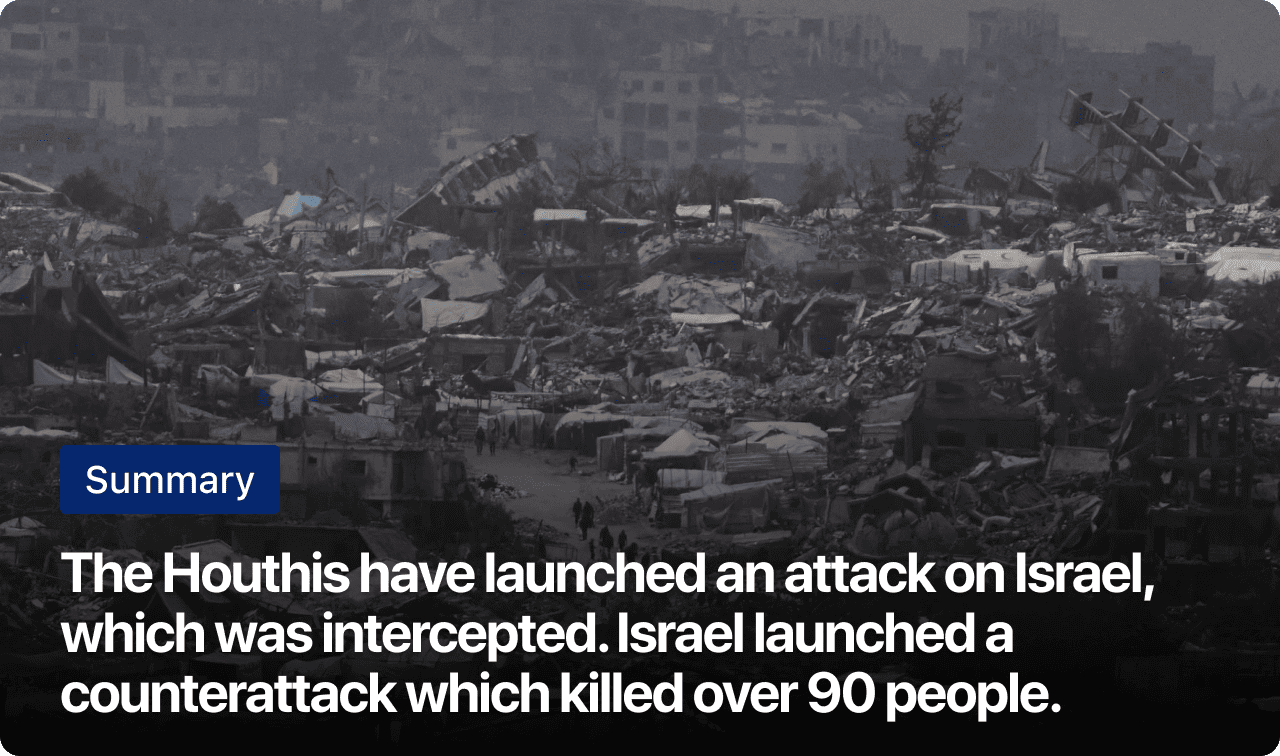 Summary
The Houthis have launched an attack on Israel,
which was intercepted. Israel launched a
counterattack which killed over 90 people.